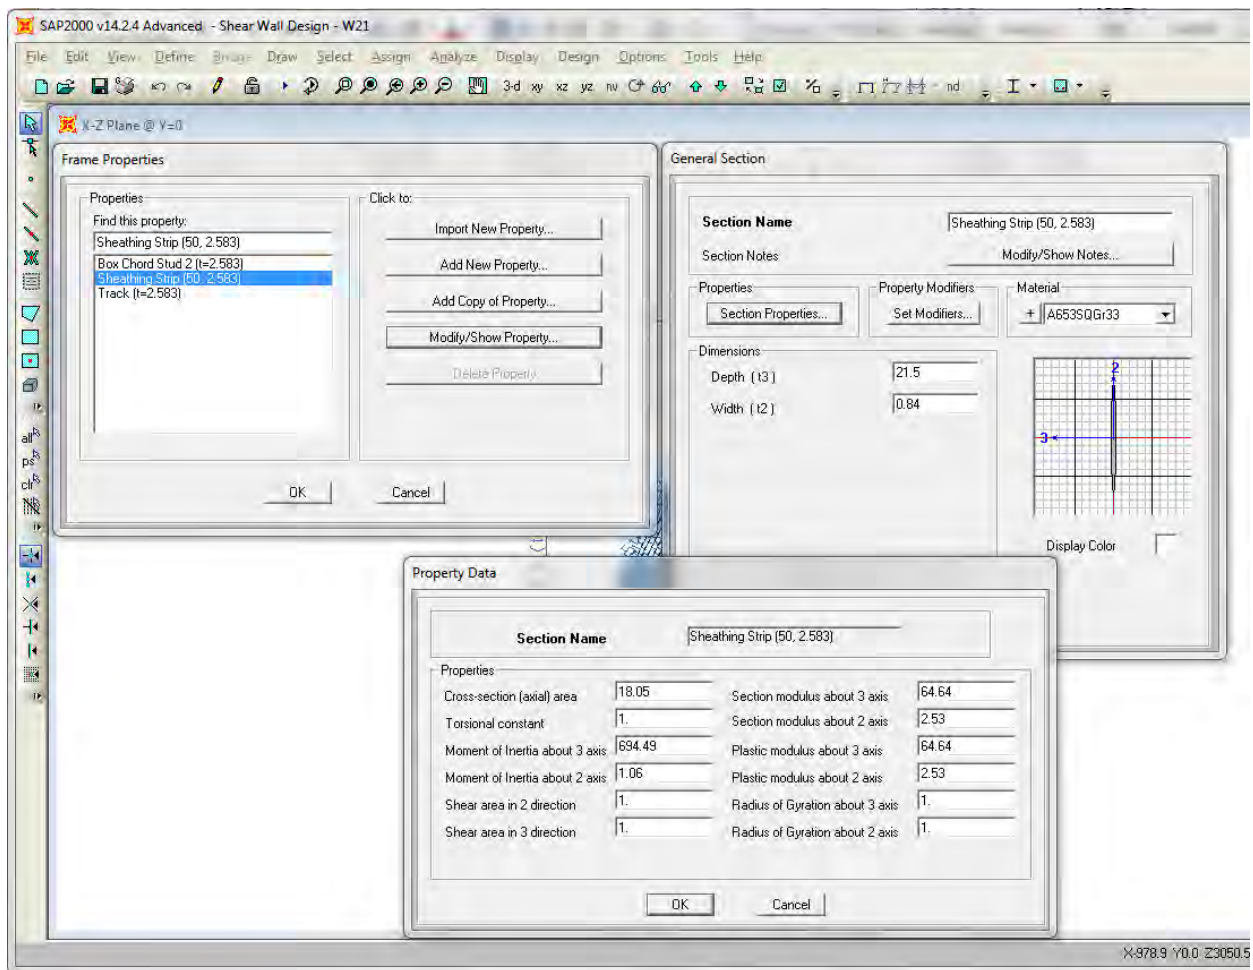 SAP2000 v14.2.4 Advanced - Shear Wall Design - W21
File Edit View Define Draw Select Assign Analyze Display Design Options Tools Help
3-d xy xz yz nv nd
X-Z Plane @ Y=0
Frame Properties
Properties
Find this property:
Sheathing Strip (50, 2.583)
Box Chord Stud 2 (t=2.583)
Sheathing Strip (50, 2.583)
Track (t=2.583)
Click to:
Import New Property...
Add New Property...
Add Copy of Property...
Modify/Show Property...
Delete Property
OK Cancel
General Section
Section Name Sheathing Strip (50, 2.583)
Section Notes Modify/Show Notes...
Properties
Section Properties...
Property Modifiers
Set Modifiers...
Material
+ A653SQGr33
Dimensions
Depth ( t3 ) 21.5
Width ( t2 ) 0.84
2
3
Display Color
all
ps
clr
Property Data
Section Name Sheathing Strip (50, 2.583)
Properties
Cross-section (axial) area 18.05 Section modulus about 3 axis 64.64
Torsional constant 1. Section modulus about 2 axis 2.53
Moment of Inertia about 3 axis 694.49 Plastic modulus about 3 axis 64.64
Moment of Inertia about 2 axis 1.06 Plastic modulus about 2 axis 2.53
Shear area in 2 direction 1. Radius of Gyration about 3 axis 1.
Shear area in 3 direction 1. Radius of Gyration about 2 axis 1.
OK Cancel
X-978.9 Y0.0 Z3050.5